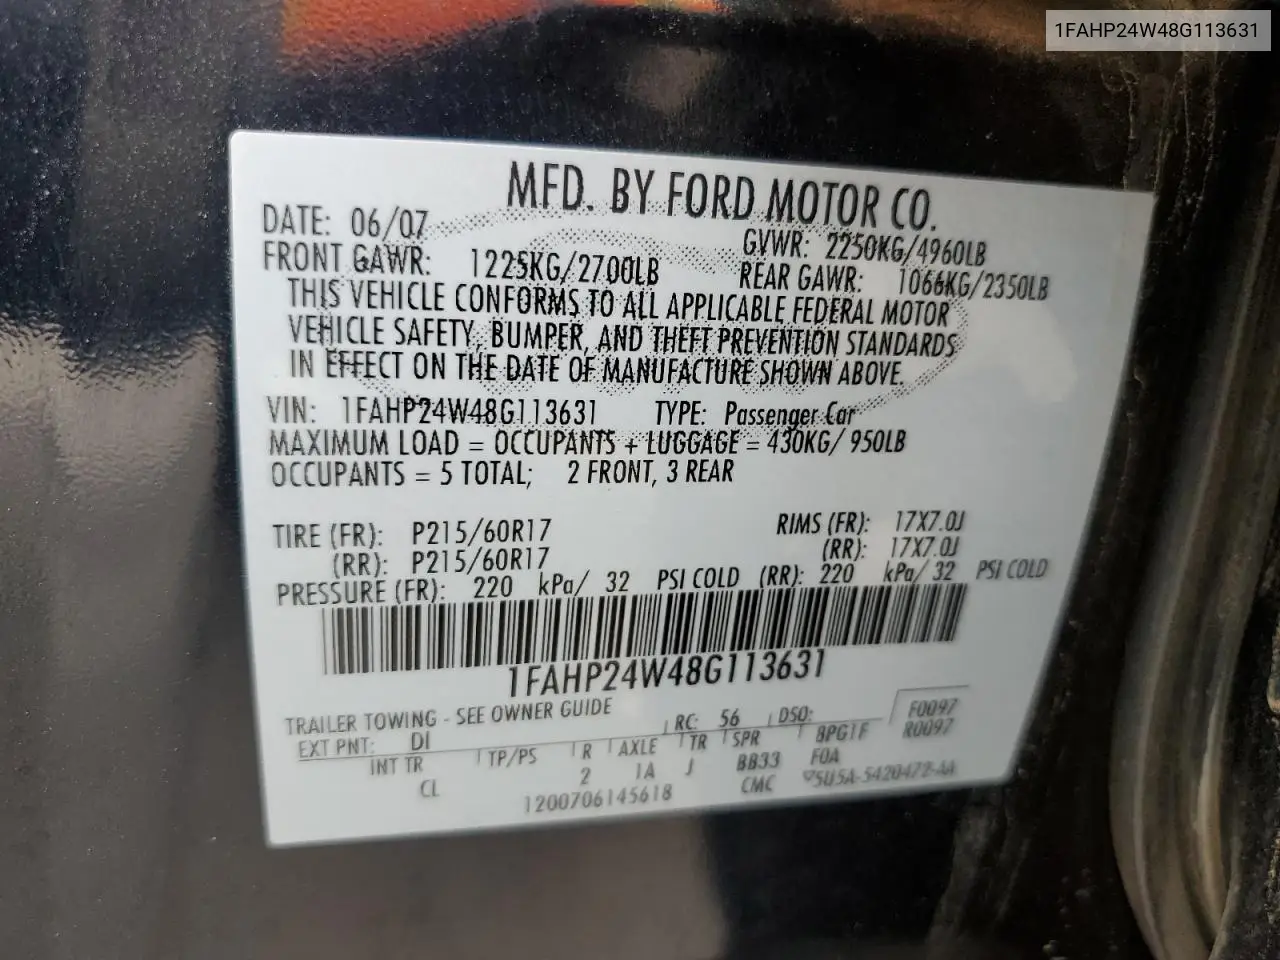 1FAHP24W48G113631
MFD. BY FORD MOTOR CO.
DATE: 06/07 GVWR: 2250KG/4960LB
FRONT GAWR: 1225KG/2700LB REAR GAWR: 1066KG/2350LB
THIS VEHICLE CONFORMS TO ALL APPLICABLE FEDERAL MOTOR
VEHICLE SAFETY, BUMPER, AND THEFT PREVENTION STANDARDS
IN EFFECT ON THE DATE OF MANUFACTURE SHOWN ABOVE.
VIN: 1FAHP24W48G113631 TYPE: Passenger Car
MAXIMUM LOAD = OCCUPANTS + LUGGAGE = 430KG/ 950LB
OCCUPANTS = 5 TOTAL; 2 FRONT, 3 REAR
TIRE (FR): P215/60R17 RIMS (FR): 17X7.0J
(RR): P215/60R17 (RR): 17X7.0J
PRESSURE (FR): 220 kPa/ 32 PSI COLD (RR): 220 kPa/ 32 PSI COLD
1FAHP24W48G113631
TRAILER TOWING - SEE OWNER GUIDE RC: 56 DSO: F0097
EXT PNT: DI R0097
INT TR TP/PS R AXLE TR SPR 8PG1F
CL 2 1A J BB33 FOA
1200706145618 CMC 5U5A-5420472-AA